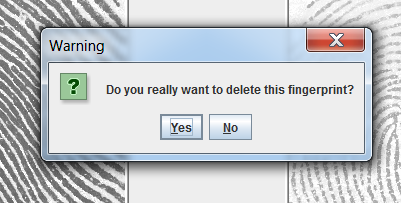 Warning
Do you really want to delete this fingerprint?
Yes No